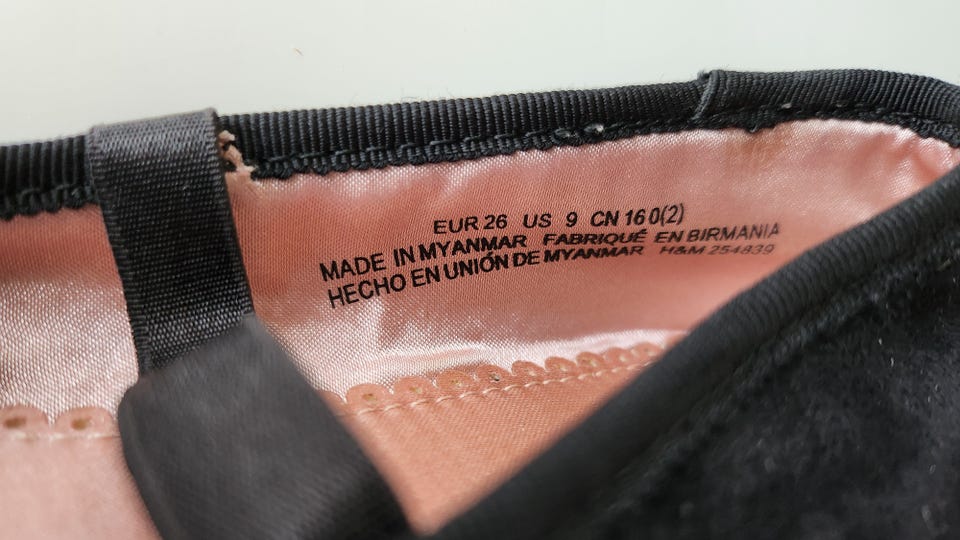 EUR 26 US 9 CN 16 0(2)
MADE IN MYANMAR FABRIQUÉ EN BIRMANIA
HECHO EN UNIÓN DE MYANMAR H&M 254839